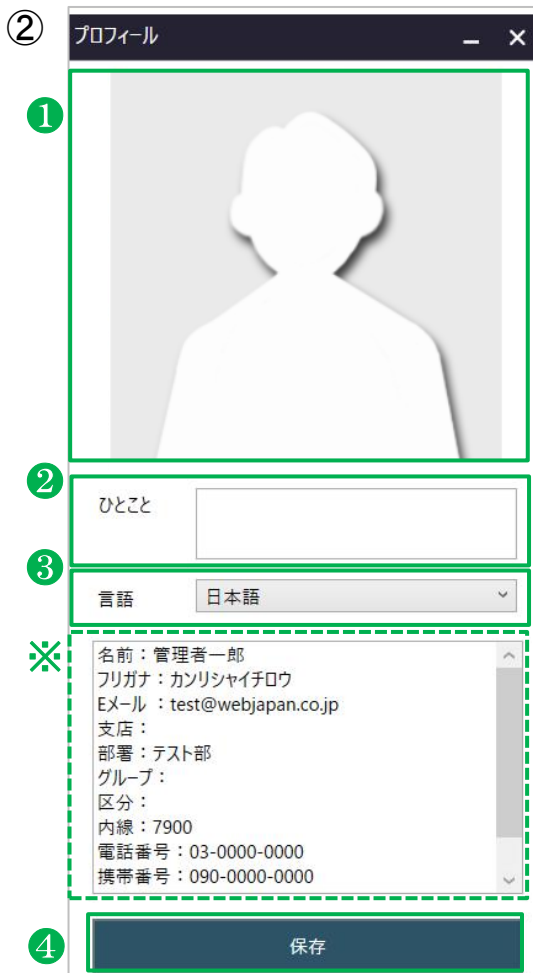 ②
プロフィール
❶
❷
ひとこと
❸
言語 日本語
※
名前：管理者一郎
フリガナ：カンリシャイチロウ
Eメール ：test@webjapan.co.jp
支店：
部署：テスト部
グループ：
区分：
内線：7900
電話番号：03-0000-0000
携帯番号：090-0000-0000
❹
保存